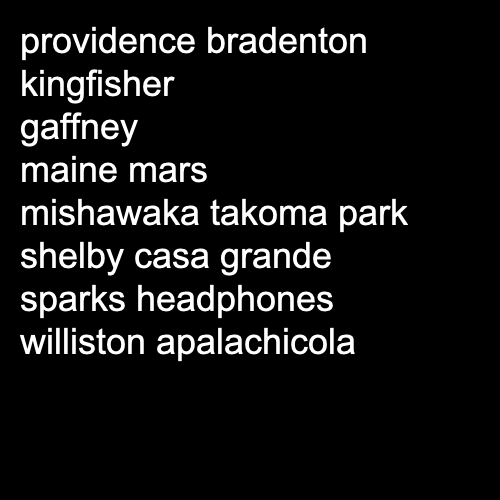 providence bradenton
kingfisher
gaffney
maine mars
mishawaka takoma park
shelby casa grande
sparks headphones
williston apalachicola